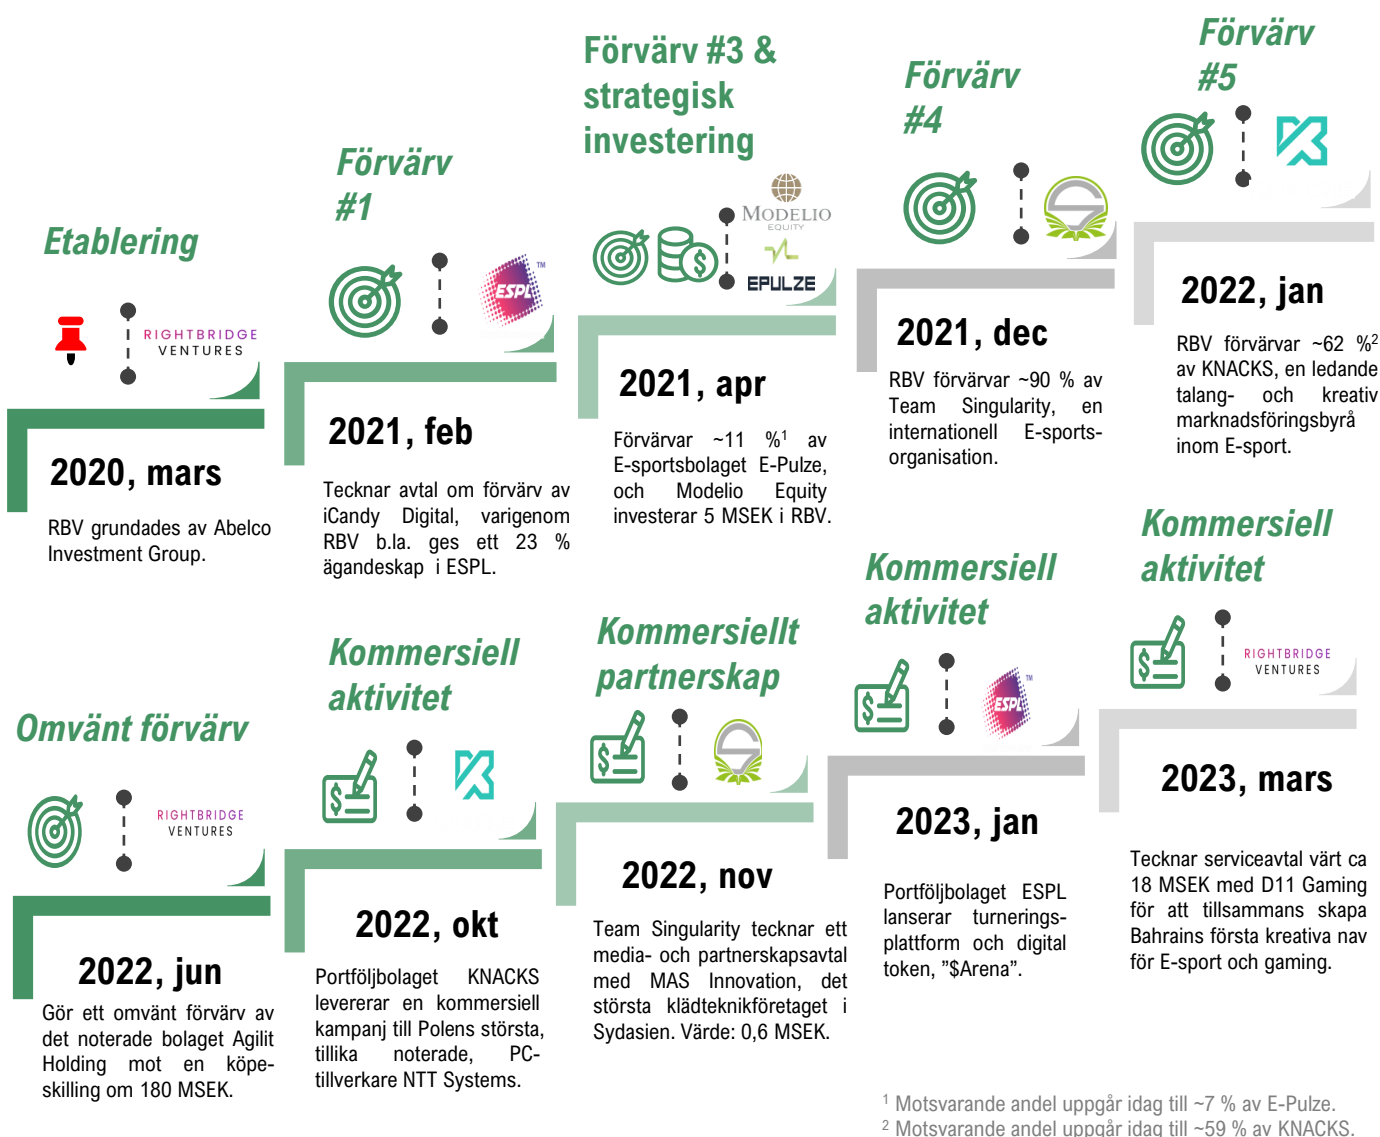 Etablering
RIGHTBRIDGE
VENTURES
2020, mars
RBV grundades av Abelco
Investment Group.
Förvärv
#1
ESPL
TM
2021, feb
Tecknar avtal om förvärv av
iCandy Digital, varigenom
RBV b.la. ges ett 23 %
ägandeskap i ESPL.
Förvärv #3 &
strategisk
investering
MODELIO
EQUITY
EPULZE
2021, apr
Förvärvar ~11 %¹ av
E-sportsbolaget E-Pulze,
och Modelio Equity
investerar 5 MSEK i RBV.
Förvärv
#4
2021, dec
RBV förvärvar ~90 % av
Team Singularity, en
internationell E-sports-
organisation.
Förvärv
#5
2022, jan
RBV förvärvar ~62 %²
av KNACKS, en ledande
talang- och kreativ
marknadsföringsbyrå
inom E-sport.
Omvänt förvärv
RIGHTBRIDGE
VENTURES
2022, jun
Gör ett omvänt förvärv av
det noterade bolaget Agilit
Holding mot en köpe-
skilling om 180 MSEK.
Kommersiell
aktivitet
2022, okt
Portföljbolaget KNACKS
levererar en kommersiell
kampanj till Polens största,
tillika noterade, PC-
tillverkare NTT Systems.
Kommersiellt
partnerskap
2022, nov
Team Singularity tecknar ett
media- och partnerskapsavtal
med MAS Innovation, det
största klädteknikföretaget i
Sydasien. Värde: 0,6 MSEK.
Kommersiell
aktivitet
ESPL
TM
2023, jan
Portföljbolaget ESPL
lanserar turnerings-
plattform och digital
token, ”$Arena”.
Kommersiell
aktivitet
RIGHTBRIDGE
VENTURES
2023, mars
Tecknar serviceavtal värt ca
18 MSEK med D11 Gaming
för att tillsammans skapa
Bahrains första kreativa nav
för E-sport och gaming.
¹ Motsvarande andel uppgår idag till ~7 % av E-Pulze.
² Motsvarande andel uppgår idag till ~59 % av KNACKS.